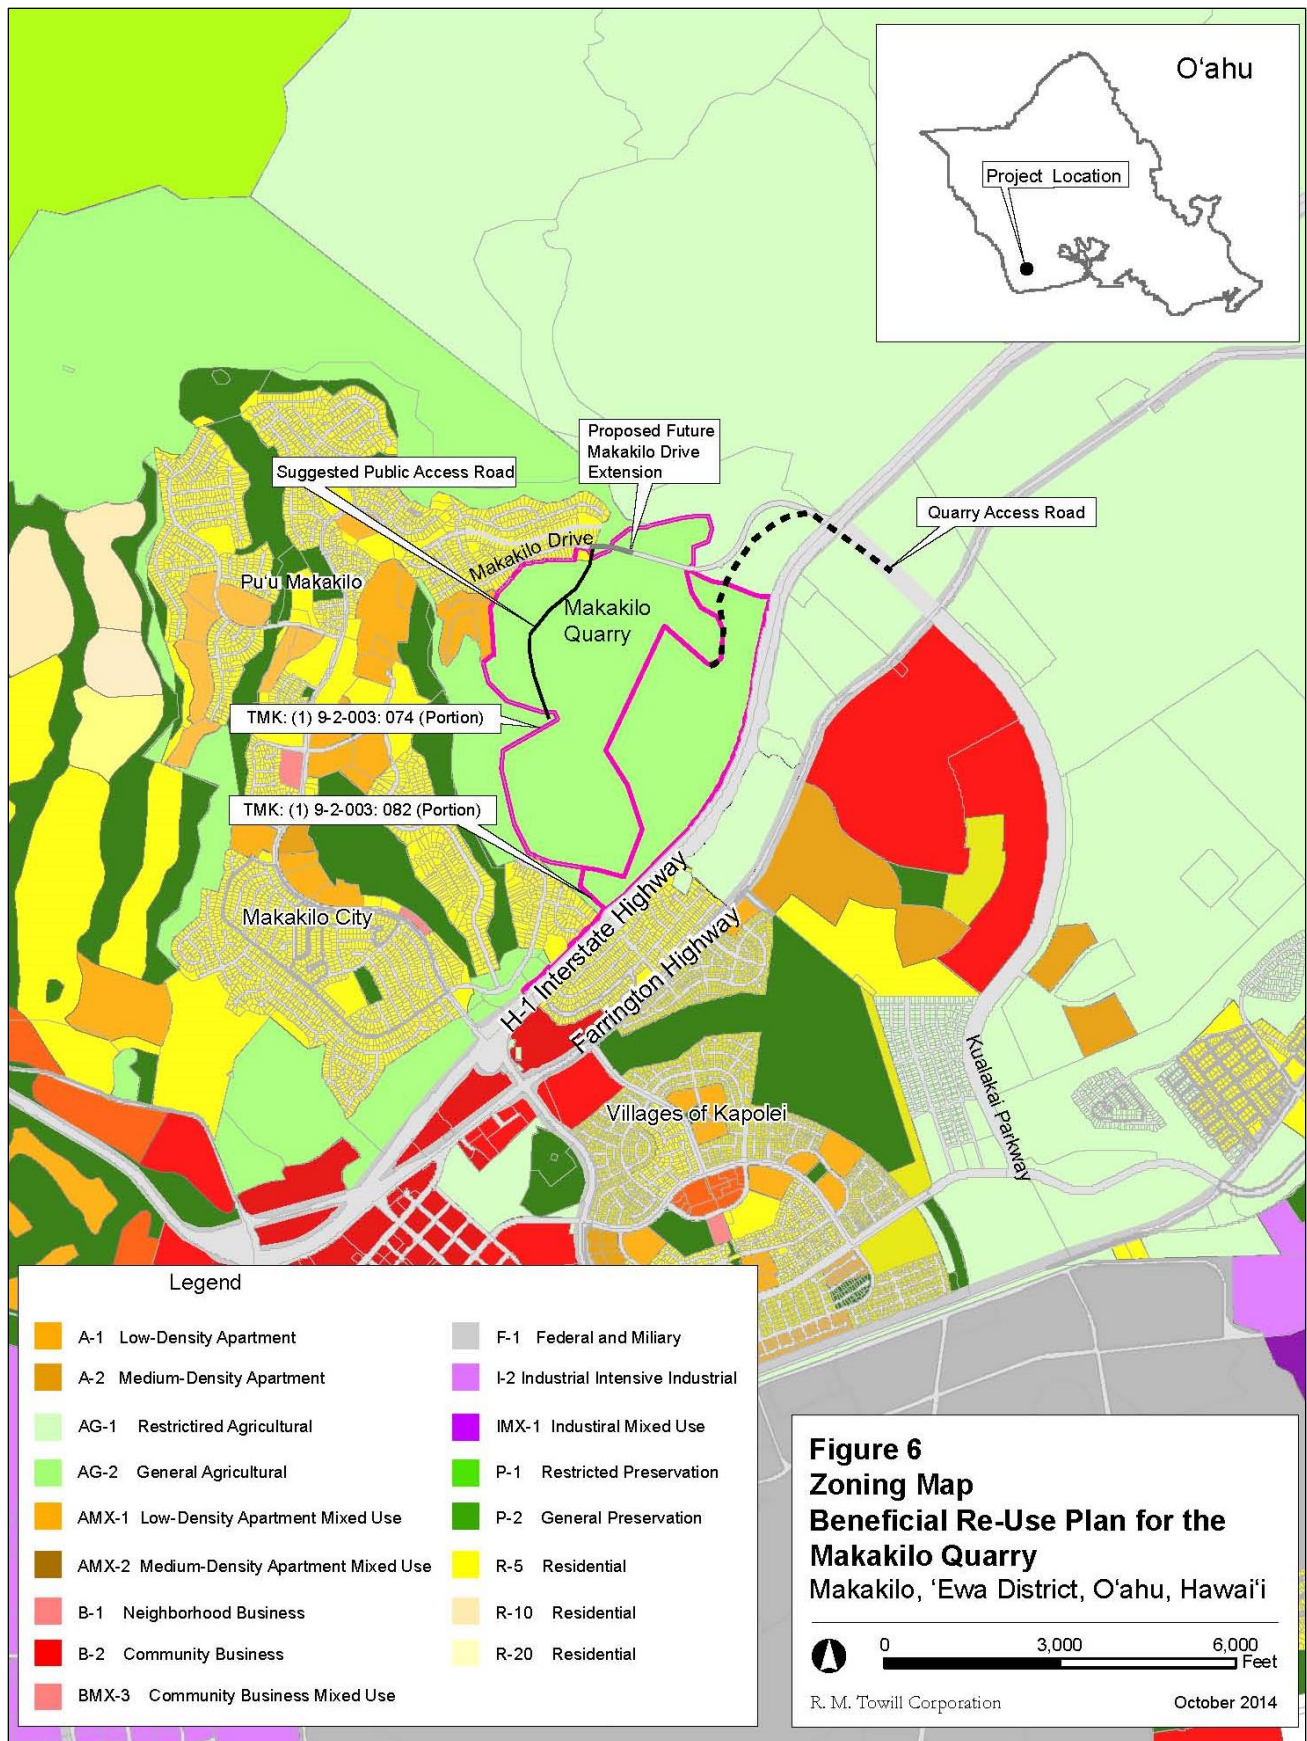 O‘ahu
Project Location
Proposed Future
Makakilo Drive
Extension
Suggested Public Access Road
Quarry Access Road
Makakilo Drive
Pu‘u Makakilo
Makakilo
Quarry
TMK: (1) 9-2-003: 074 (Portion)
TMK: (1) 9-2-003: 082 (Portion)
Makakilo City
H-1 Interstate Highway
Farrington Highway
Kualakai Parkway
Villages of Kapolei
Legend
A-1 Low-Density Apartment
A-2 Medium-Density Apartment
AG-1 Restrictired Agricultural
AG-2 General Agricultural
AMX-1 Low-Density Apartment Mixed Use
AMX-2 Medium-Density Apartment Mixed Use
B-1 Neighborhood Business
B-2 Community Business
BMX-3 Community Business Mixed Use
F-1 Federal and Miliary
I-2 Industrial Intensive Industrial
IMX-1 Industiral Mixed Use
P-1 Restricted Preservation
P-2 General Preservation
R-5 Residential
R-10 Residential
R-20 Residential
Figure 6
Zoning Map
Beneficial Re-Use Plan for the
Makakilo Quarry
Makakilo, ‘Ewa District, O‘ahu, Hawai‘i
0 3,000 6,000
Feet
R. M. Towill Corporation October 2014